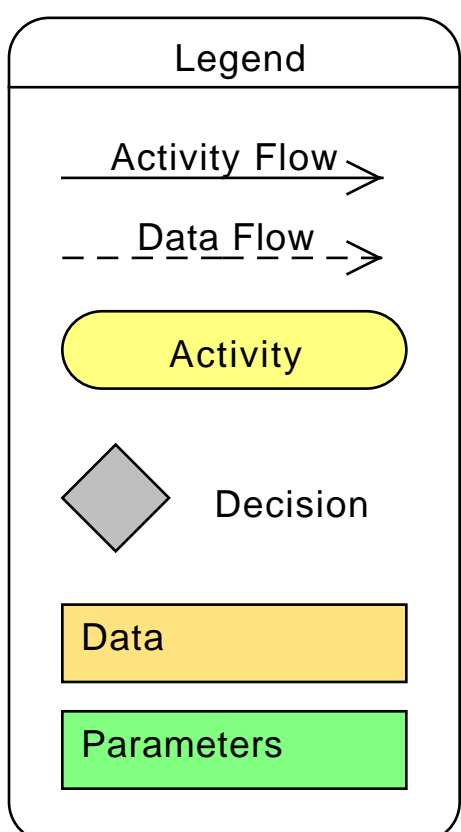 Legend
Activity Flow
Data Flow
Activity
Decision
Data
Parameters